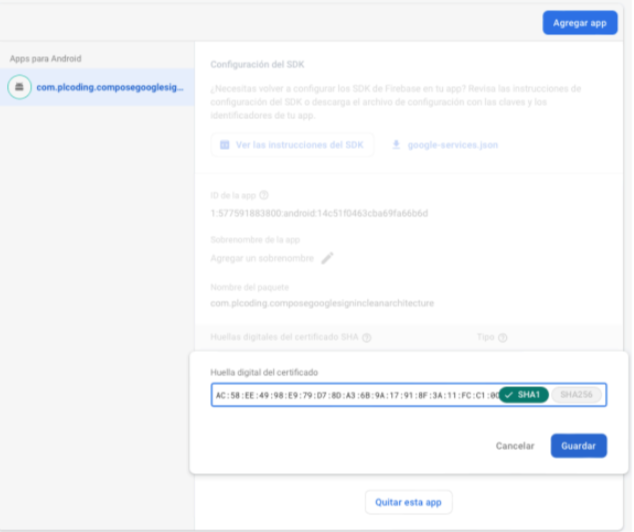 Agregar app
Apps para Android
com.plcoding.composegooglesig...
Configuración del SDK
¿Necesitas volver a configurar los SDK de Firebase en tu app? Revisa las instrucciones de
configuración del SDK o descarga el archivo de configuración con las claves y los
identificadores de tu app.
Ver las instrucciones del SDK
google-services.json
ID de la app
1:577591883800:android:14c51f0463cba69fa66b6d
Sobrenombre de la app
Agregar un sobrenombre
Nombre del paquete
com.plcoding.composegooglesignincleanarchitecture
Huellas digitales del certificado SHA
Tipo
Huella digital del certificado
AC:58:EE:49:98:E9:79:D7:8D:A3:6B:9A:17:91:8F:3A:11:FC:C1:0C
SHA1
SHA256
Cancelar
Guardar
Quitar esta app